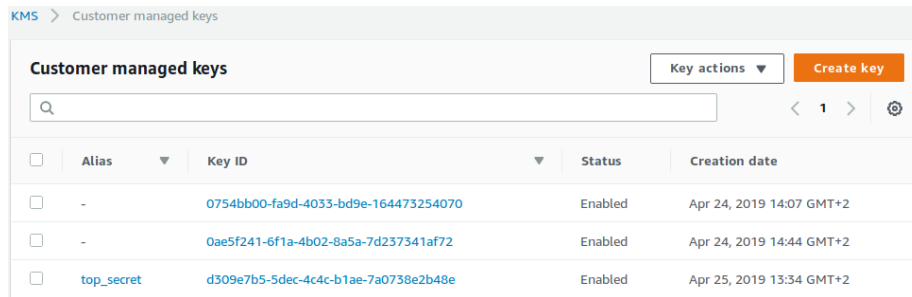 KMS > Customer managed keys
Customer managed keys Key actions ▼ Create key
< 1 >
Alias ▼ Key ID ▼ Status Creation date
- 0754bb00-fa9d-4033-bd9e-164473254070 Enabled Apr 24, 2019 14:07 GMT+2
- 0ae5f241-6f1a-4b02-8a5a-7d237341af72 Enabled Apr 24, 2019 14:44 GMT+2
top_secret d309e7b5-5dec-4c4c-b1ae-7a0738e2b48e Enabled Apr 25, 2019 13:34 GMT+2